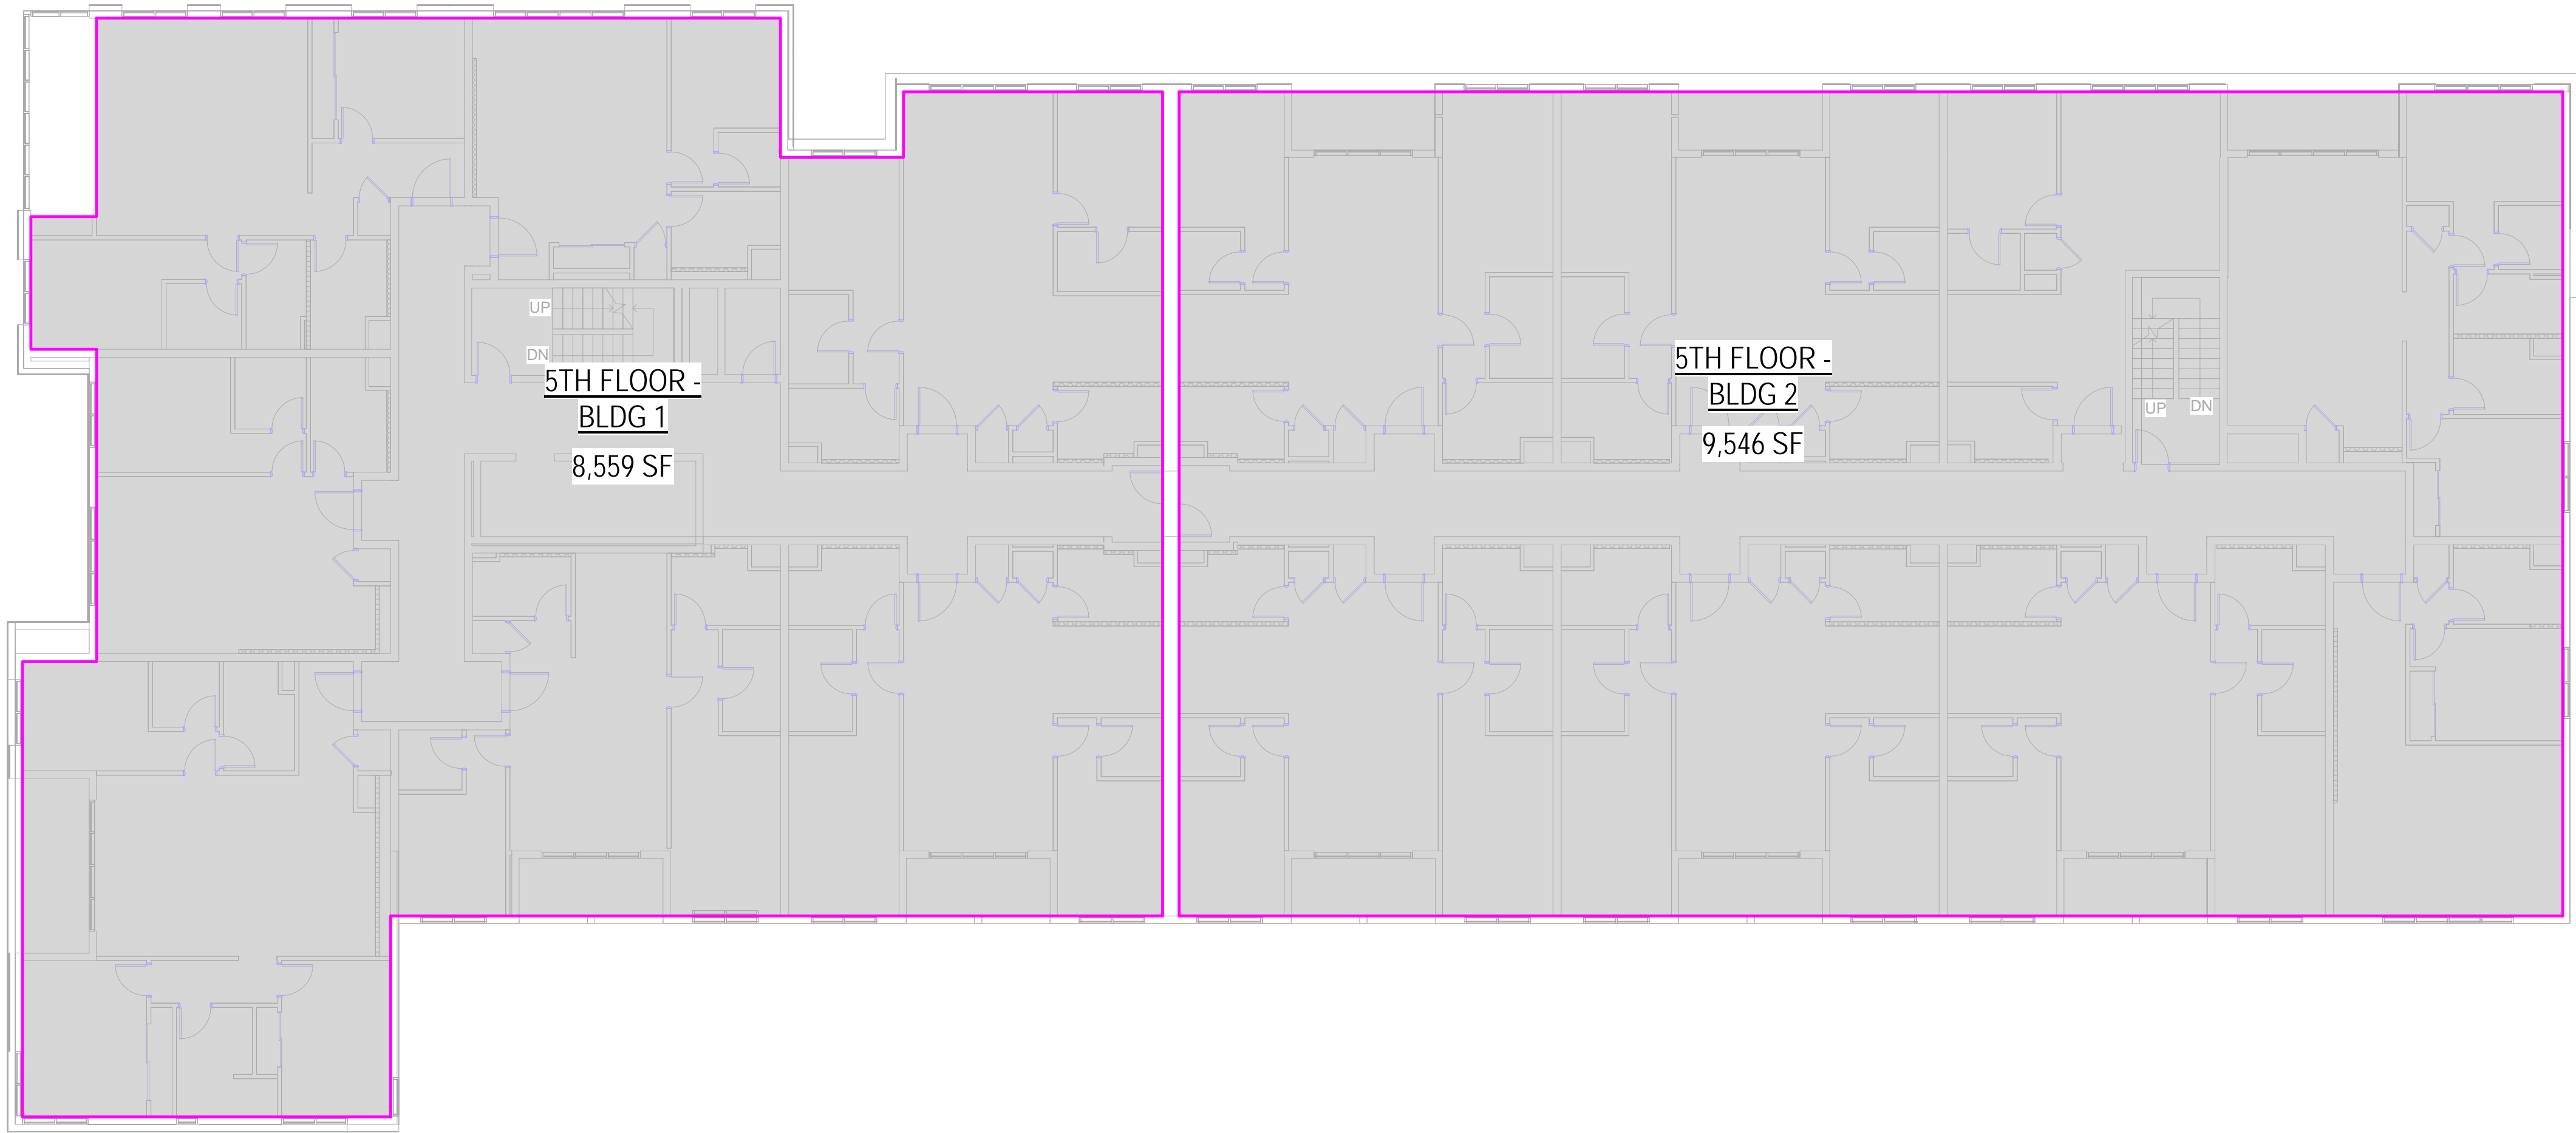 UP
DN
5TH FLOOR -
BLDG 1
8,559 SF
5TH FLOOR -
BLDG 2
9,546 SF
UP
DN